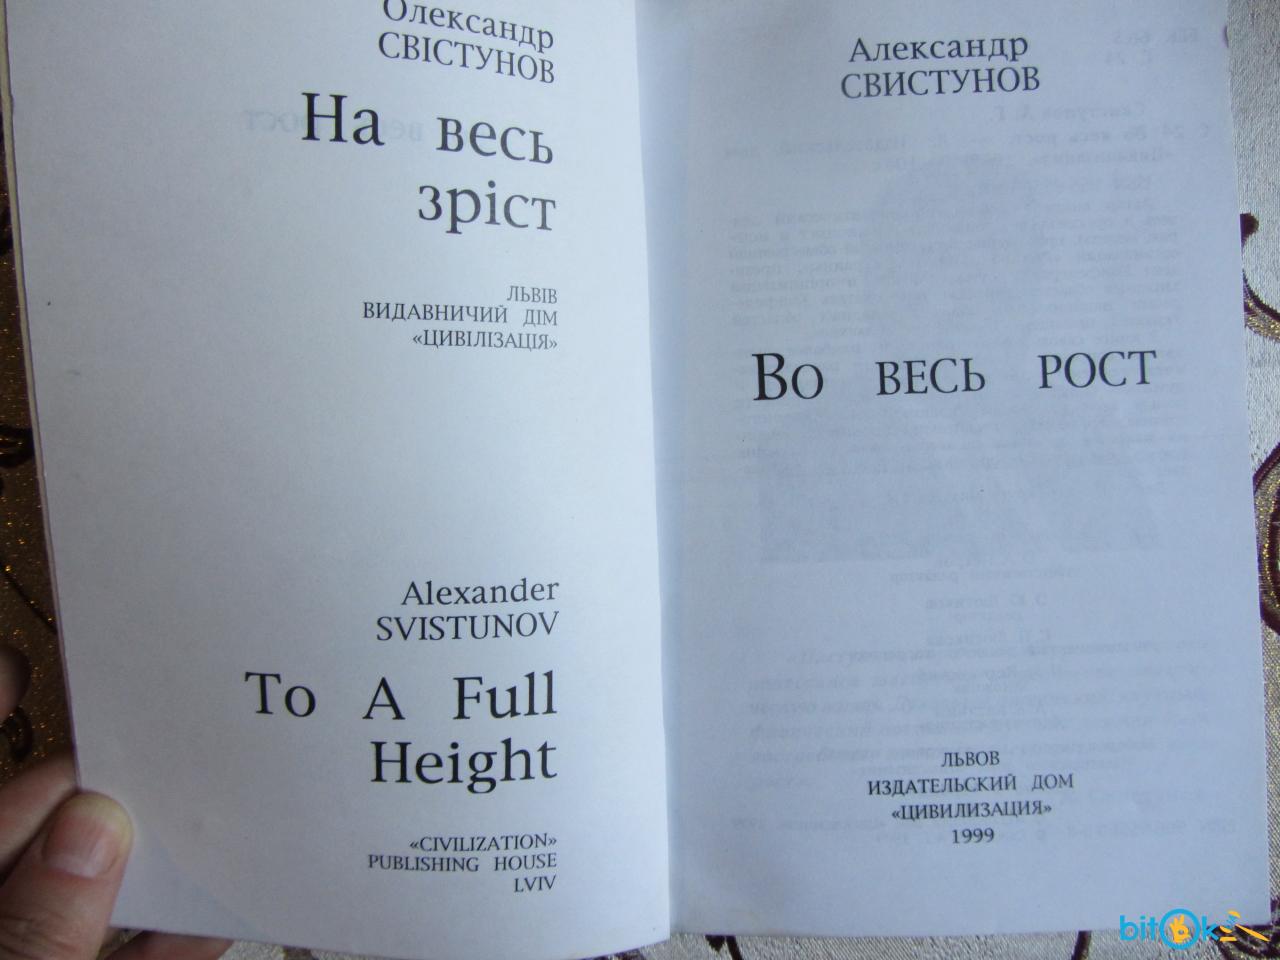 Олександр
СВІСТУНОВ
На весь
зріст
ЛЬВІВ
ВИДАВНИЧИЙ ДІМ
«ЦИВІЛІЗАЦІЯ»
Alexander
SVISTUNOV
To A Full
Height
«CIVILIZATION»
PUBLISHING HOUSE
LVIV
Александр
СВИСТУНОВ
Во ВЕСЬ РОСТ
ЛЬВОВ
ИЗДАТЕЛЬСКИЙ ДОМ
«ЦИВИЛИЗАЦИЯ»
1999
bitOk